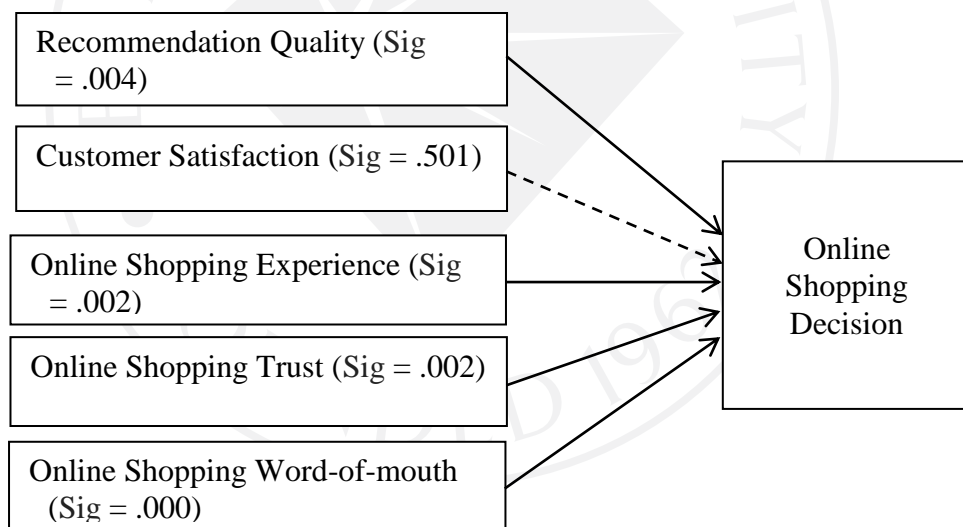 Recommendation Quality (Sig
= .004)
Customer Satisfaction (Sig = .501)
Online Shopping Experience (Sig
= .002)
Online Shopping Trust (Sig = .002)
Online Shopping Word-of-mouth
(Sig = .000)
Online
Shopping
Decision